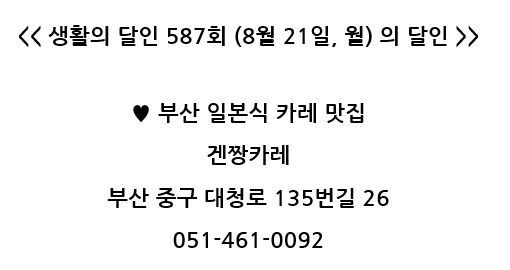 << 생활의 달인 587회 (8월 21일, 월) 의 달인 >>
♥ 부산 일본식 카레 맛집
겐짱카레
부산 중구 대청로 135번길 26
051-461-0092